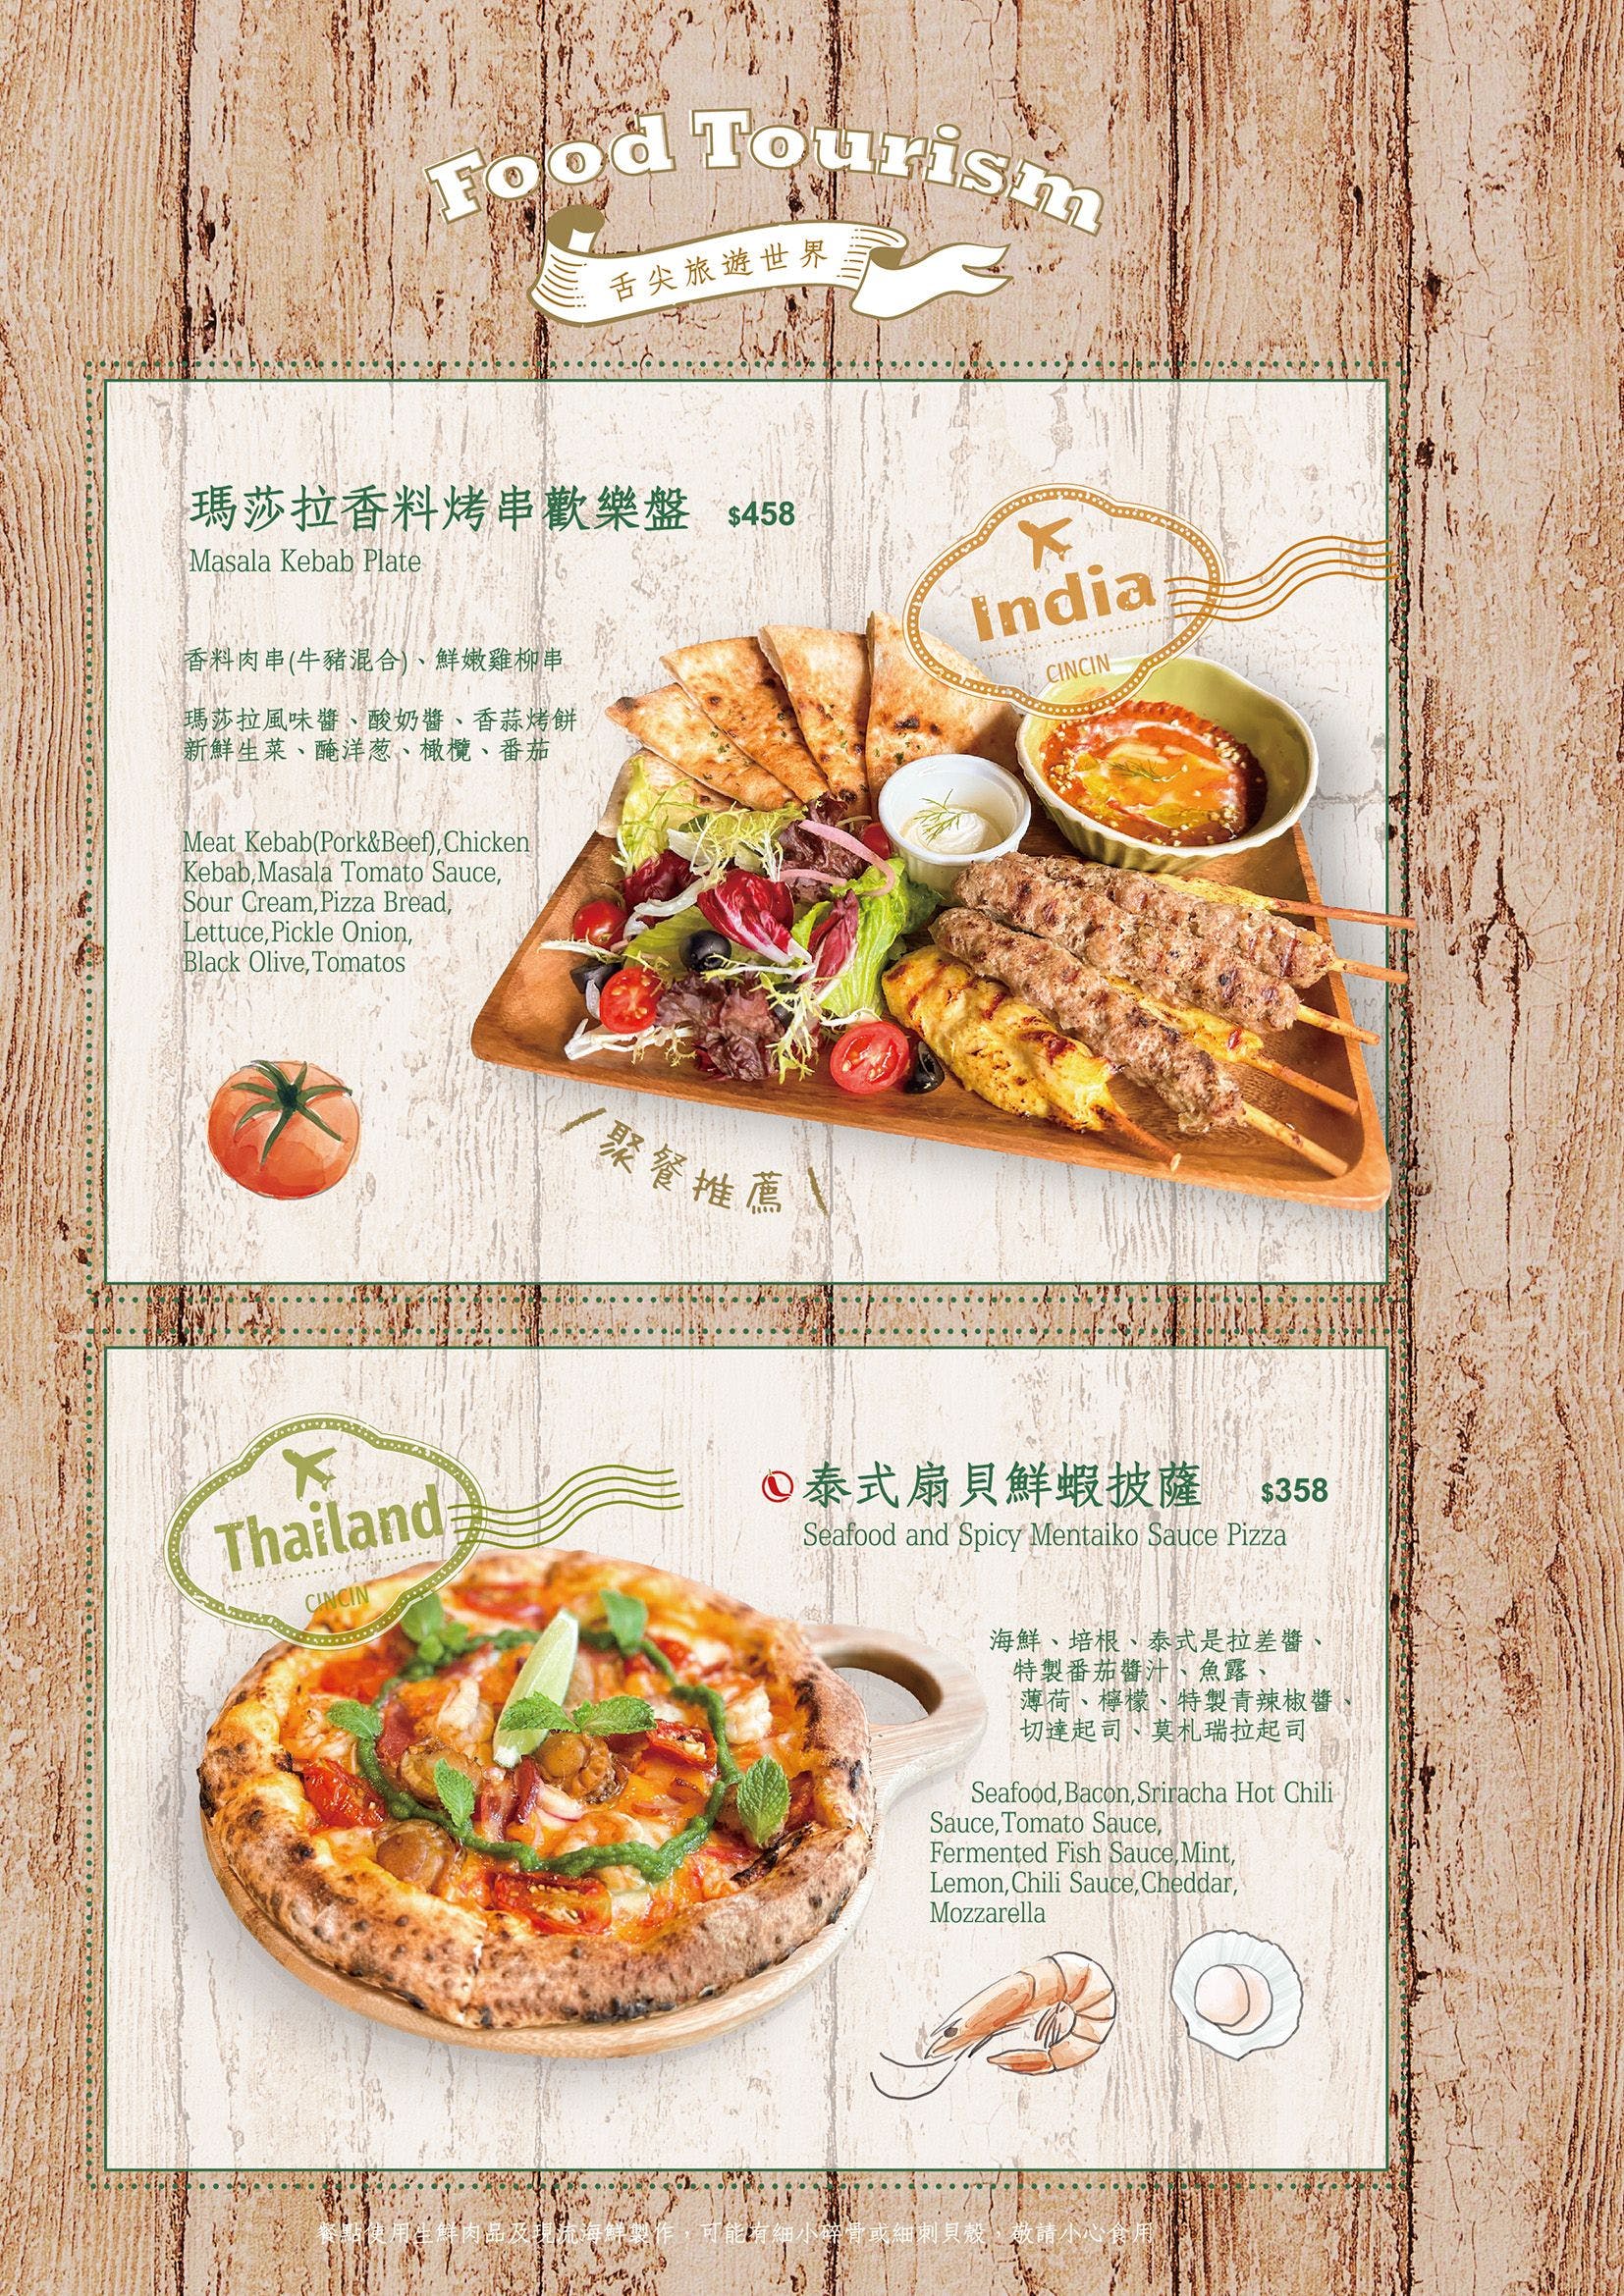 Food Tourism
舌尖旅遊世界
瑪莎拉香料烤串歡樂盤 $458
Masala Kebab Plate
India
CINCIN
香料肉串(牛豬混合)、鮮嫩雞柳串
瑪莎拉風味醬、酸奶醬、香蒜烤餅
新鮮生菜、醃洋葱、橄欖、番茄
Meat Kebab(Pork&Beef),Chicken
Kebab,Masala Tomato Sauce,
Sour Cream,Pizza Bread,
Lettuce,Pickle Onion,
Black Olive,Tomatos
聚餐推薦
Thailand
CINCIN
泰式扇貝鮮蝦披薩 $358
Seafood and Spicy Mentaiko Sauce Pizza
海鮮、培根、泰式是拉差醬、
特製番茄醬汁、魚露、
薄荷、檸檬、特製青辣椒醬、
切達起司、莫札瑞拉起司
Seafood,Bacon,Sriracha Hot Chili
Sauce,Tomato Sauce,
Fermented Fish Sauce,Mint,
Lemon,Chili Sauce,Cheddar,
Mozzarella
餐點使用生鮮肉品及現流海鮮製作，可能有細小碎骨或細刺貝殼，敬請小心食用